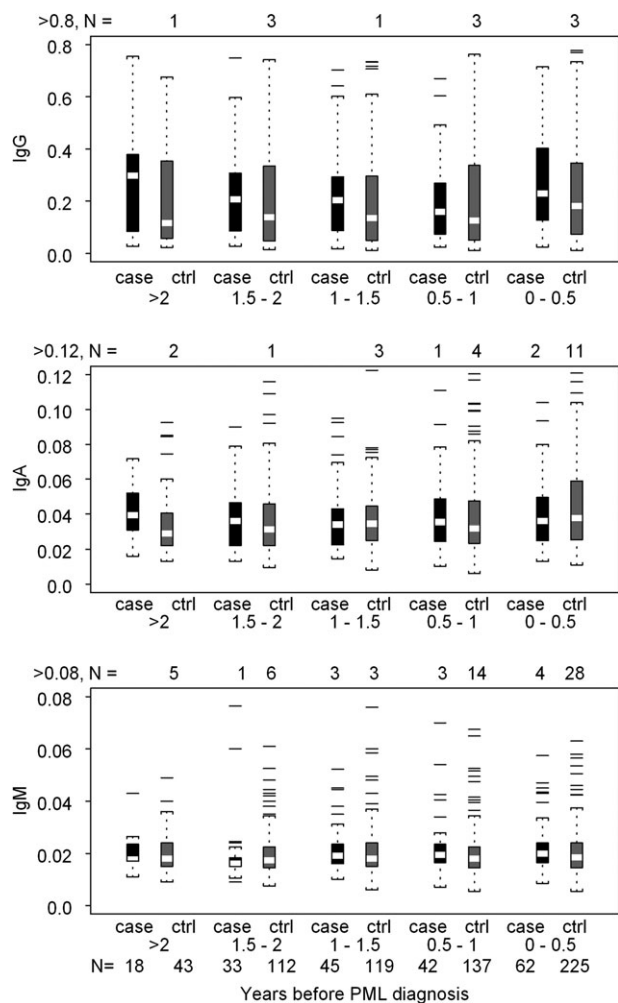 >0.8, N = 1 3 1 3 3
0.8
0.6
0.4
0.2
0.0
IgG
case ctrl case ctrl case ctrl case ctrl case ctrl
>2 1.5 - 2 1 - 1.5 0.5 - 1 0 - 0.5
>0.12, N = 2 1 3 1 4 2 11
0.12
0.10
0.08
0.06
0.04
0.02
0.0
IgA
case ctrl case ctrl case ctrl case ctrl case ctrl
>2 1.5 - 2 1 - 1.5 0.5 - 1 0 - 0.5
>0.08, N = 5 1 6 3 3 3 14 4 28
0.08
0.06
0.04
0.02
0.0
IgM
case ctrl case ctrl case ctrl case ctrl case ctrl
>2 1.5 - 2 1 - 1.5 0.5 - 1 0 - 0.5
N= 18 43 33 112 45 119 42 137 62 225
Years before PML diagnosis